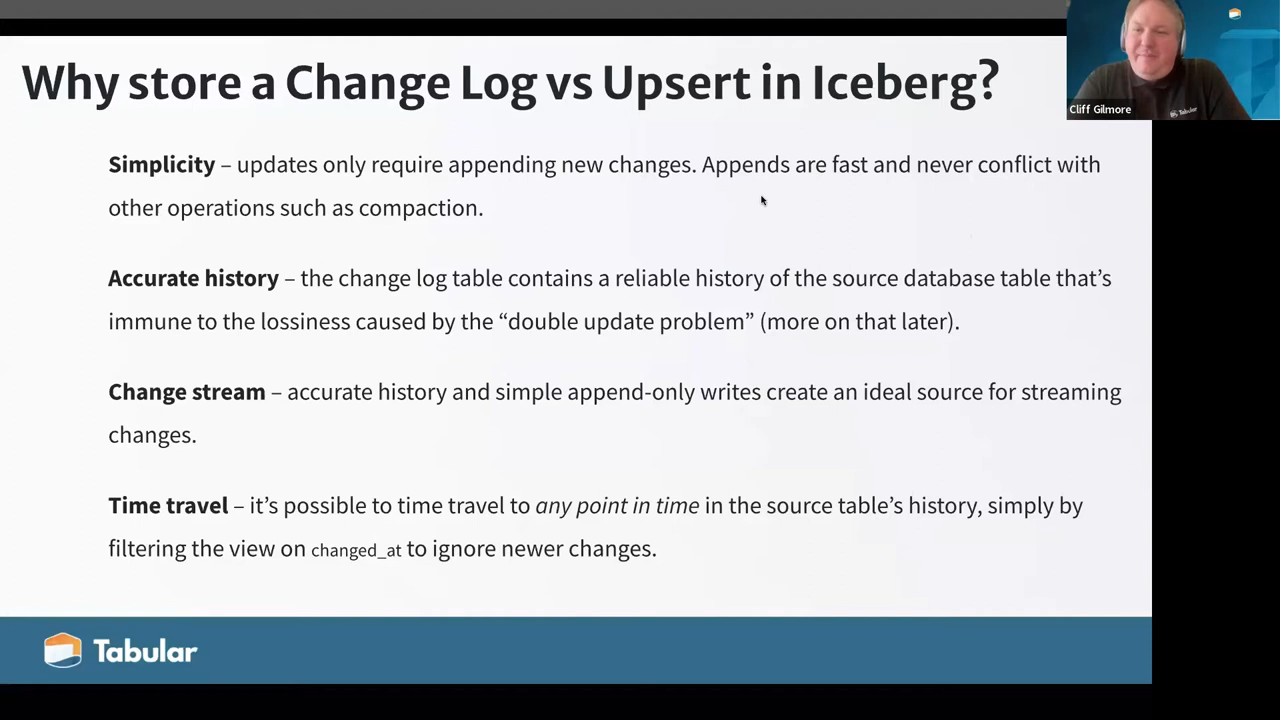 Why store a Change Log vs Upsert in Iceberg?
Cliff Gilmore
Tabular
Simplicity – updates only require appending new changes. Appends are fast and never conflict with
other operations such as compaction.
Accurate history – the change log table contains a reliable history of the source database table that’s
immune to the lossiness caused by the “double update problem” (more on that later).
Change stream – accurate history and simple append-only writes create an ideal source for streaming
changes.
Time travel – it’s possible to time travel to any point in time in the source table’s history, simply by
filtering the view on changed_at to ignore newer changes.
Tabular